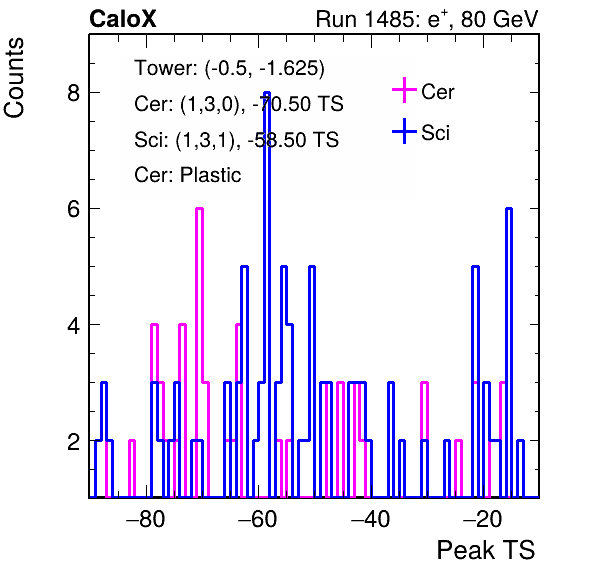 CaloX Run 1485: e⁺, 80 GeV
Counts
Tower: (-0.5, -1.625)
Cer: (1,3,0), -70.50 TS
Sci: (1,3,1), -58.50 TS
Cer: Plastic
Cer
Sci
8
6
4
2
−80 −60 −40 −20
Peak TS